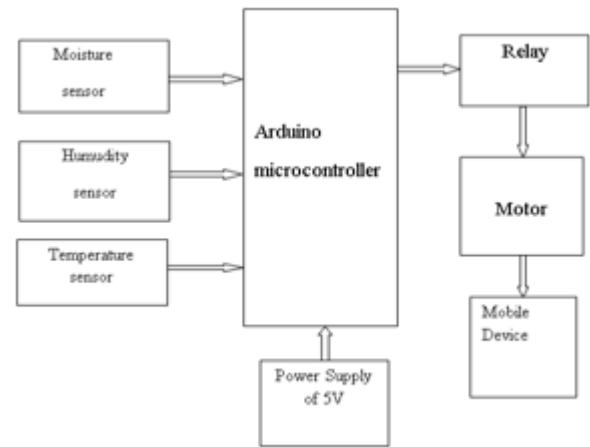 Moisture
sensor
Humudity
sensor
Temperature
sensor
Arduino
microcontroller
Power Supply
of 5V
Relay
Motor
Mobile
Device